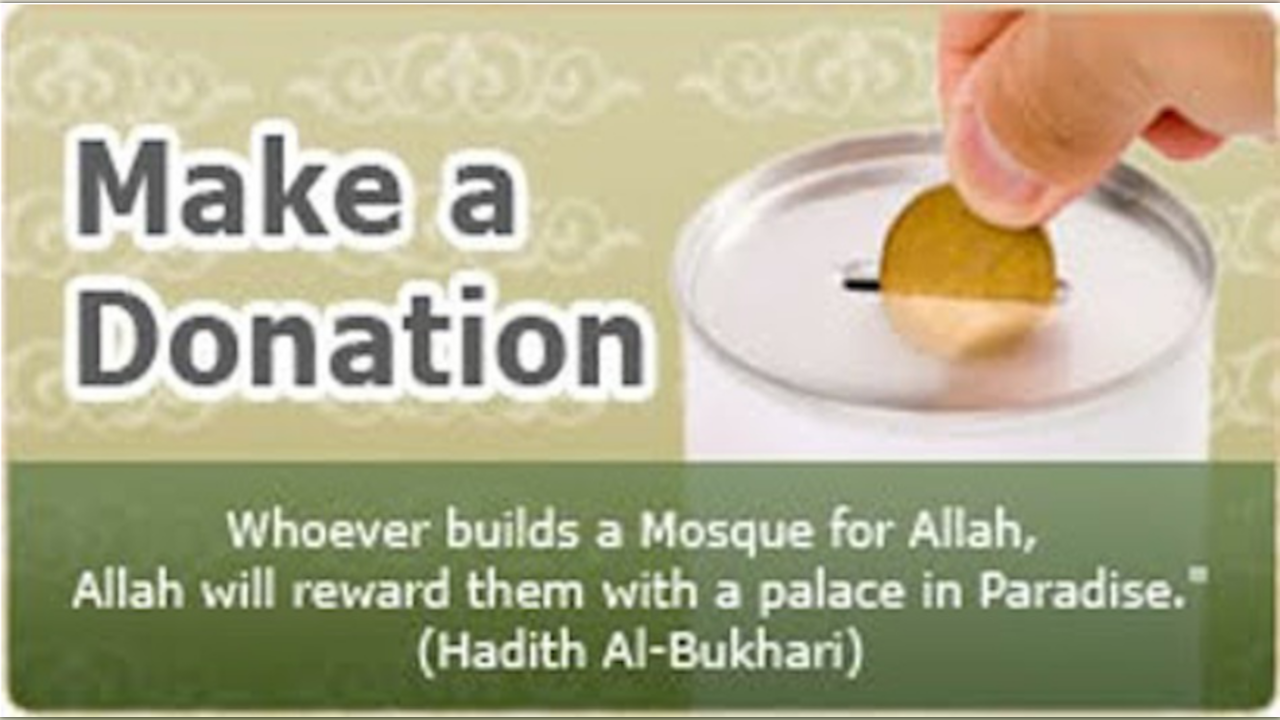 Make a
Donation
Whoever builds a Mosque for Allah,
Allah will reward them with a palace in Paradise."
(Hadith Al-Bukhari)